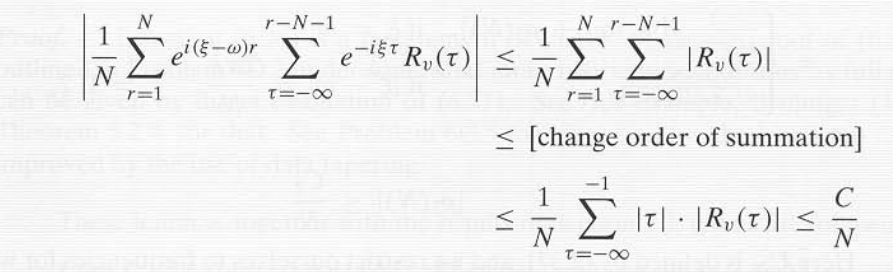 | 1/N ∑_{r=1}^{N} e^{i(ξ−ω)r} ∑_{τ=−∞}^{r−N−1} e^{−iξτ} R_v(τ) | ≤ 1/N ∑_{r=1}^{N} ∑_{τ=−∞}^{r−N−1} |R_v(τ)|
≤ [change order of summation]
≤ 1/N ∑_{τ=−∞}^{−1} |τ| · |R_v(τ)| ≤ C/N